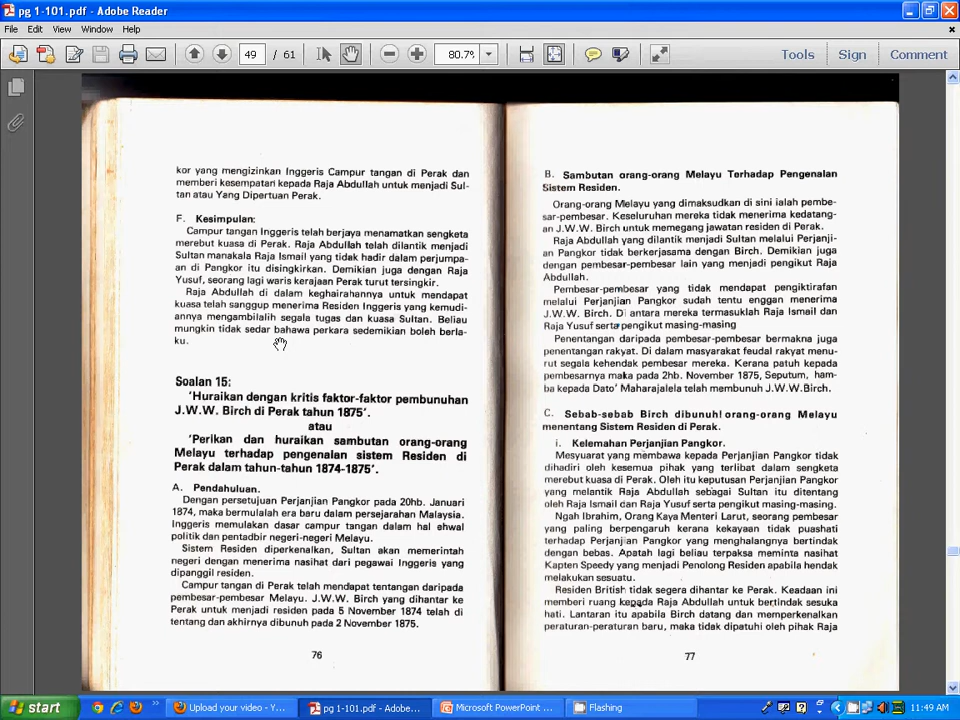 pg 1-101.pdf - Adobe Reader
File Edit View Window Help
49 / 61 80.7% Tools Sign Comment
kor yang mengizinkan Inggeris Campur tangan di Perak dan
memberi kesempatan kepada Raja Abdullah untuk menjadi Sul-
tan atau Yang Dipertuan Perak.
F. Kesimpulan:
Campur tangan Inggeris telah berjaya menamatkan sengketa
merebut kuasa di Perak. Raja Abdullah telah dilantik menjadi
Sultan manakala Raja Ismail yang tidak hadir dalam perjumpa-
an di Pangkor itu disingkirkan. Demikian juga dengan Raja
Yusuf, seorang lagi waris kerajaan Perak turut tersingkir.
Raja Abdullah di dalam keghairahannya untuk mendapat
kuasa telah sanggup menerima Residen Inggeris yang kemudi-
annya mengambilalih segala tugas dan kuasa Sultan. Beliau
mungkin tidak sedar bahawa perkara sedemikian boleh berla-
ku.
Soalan 15:
'Huraikan dengan kritis faktor-faktor pembunuhan
J.W.W. Birch di Perak tahun 1875'.
atau
'Perikan dan huraikan sambutan orang-orang
Melayu terhadap pengenalan sistem Residen di
Perak dalam tahun-tahun 1874-1875'.
A. Pendahuluan.
Dengan persetujuan Perjanjian Pangkor pada 20hb. Januari
1874, maka bermulalah era baru dalam persejarahan Malaysia.
Inggeris memulakan dasar campur tangan dalam hal ehwal
politik dan pentadbir negeri-negeri Melayu.
Sistem Residen diperkenalkan, Sultan akan memerintah
negeri dengan menerima nasihat dari pegawai Inggeris yang
dipanggil residen.
Campur tangan di Perak telah mendapat tentangan daripada
pembesar-pembesar Melayu. J.W.W. Birch yang dihantar ke
Perak untuk menjadi residen pada 5 November 1874 telah di
tentang dan akhirnya dibunuh pada 2 November 1875.
76
B. Sambutan orang-orang Melayu Terhadap Pengenalan
Sistem Residen.
Orang-orang Melayu yang dimaksudkan di sini ialah pembe-
sar-pembesar. Keseluruhan mereka tidak menerima kedatang-
an J.W.W. Birch untuk memegang jawatan residen di Perak.
Raja Abdullah yang dilantik menjadi Sultan melalui Perjanji-
an Pangkor tidak berkerjasama dengan Birch. Demikian juga
dengan pembesar-pembesar lain yang menjadi pengikut Raja
Abdullah.
Pembesar-pembesar yang tidak mendapat pengiktirafan
melalui Perjanjian Pangkor sudah tentu enggan menerima
J.W.W. Birch. Di antara mereka termasuklah Raja Ismail dan
Raja Yusuf serta pengikut masing-masing
Penentangan daripada pembesar-pembesar bermakna juga
penentangan rakyat. Di dalam masyarakat feudal rakyat menu-
rut segala kehendak pembesar mereka. Kerana patuh kepada
pembesarnya maka pada 2hb. November 1875, Seputum, ham-
ba kepada Dato' Maharajalela telah membunuh J.W.W.Birch.
C. Sebab-sebab Birch dibunuh! orang-orang Melayu
menentang Sistem Residen di Perak.
i. Kelemahan Perjanjian Pangkor.
Mesyuarat yang membawa kepada Perjanjian Pangkor tidak
dihadiri oleh kesemua pihak yang terlibat dalam sengketa
merebut kuasa di Perak. Oleh itu keputusan Perjanjian Pangkor
yang melantik Raja Abdullah sebagai Sultan itu ditentang
oleh Raja Ismail dan Raja Yusuf serta pengikut masing-masing.
Ngah Ibrahim, Orang Kaya Menteri Larut, seorang pembesar
yang paling berpengaruh kerana kekayaan tidak puashati
terhadap Perjanjian Pangkor yang menghalangnya bertindak
dengan bebas. Apatah lagi beliau terpaksa meminta nasihat
Kapten Speedy yang menjadi Penolong Residen apabila hendak
melakukan sesuatu.
Residen British tidak segera dihantar ke Perak. Keadaan ini
memberi ruang kepada Raja Abdullah untuk bertindak sesuka
hati. Lantaran itu apabila Birch datang dan memperkenalkan
peraturan-peraturan baru, maka tidak dipatuhi oleh pihak Raja
77
start Upload your video - Y... pg 1-101.pdf - Adobe... Microsoft PowerPoint ... Flashing 11:49 AM